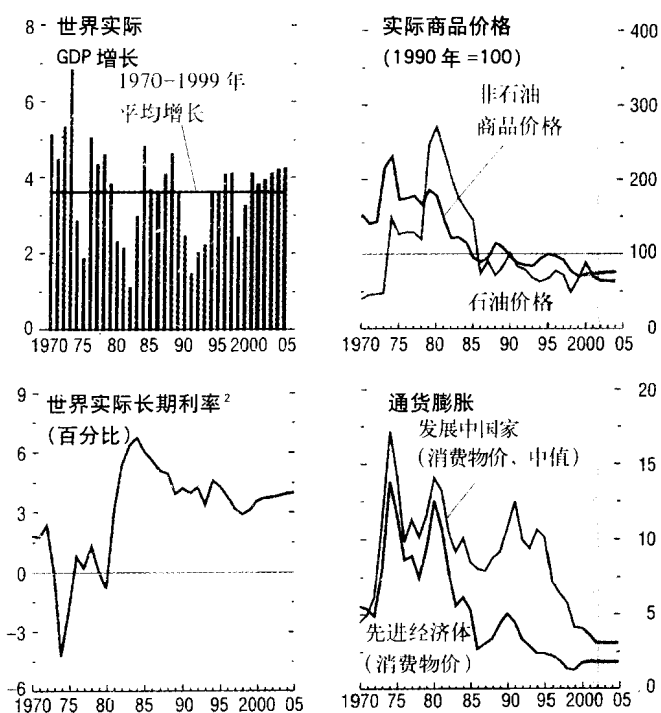 世界实际
GDP 增长
1970-1999 年
平均增长
8
6
4
2
0
1970 75 80 85 90 95 2000 05
实际商品价格
(1990 年 =100)
非石油
商品价格
石油价格
400
300
200
100
0
1970 75 80 85 90 95 2000 05
世界实际长期利率2
(百分比)
9
6
3
0
-3
-6
1970 75 80 85 90 95 2000 05
通货膨胀
发展中国家
(消费物价、中值)
先进经济体
(消费物价)
20
15
10
5
0
1970 75 80 85 90 95 2000 05